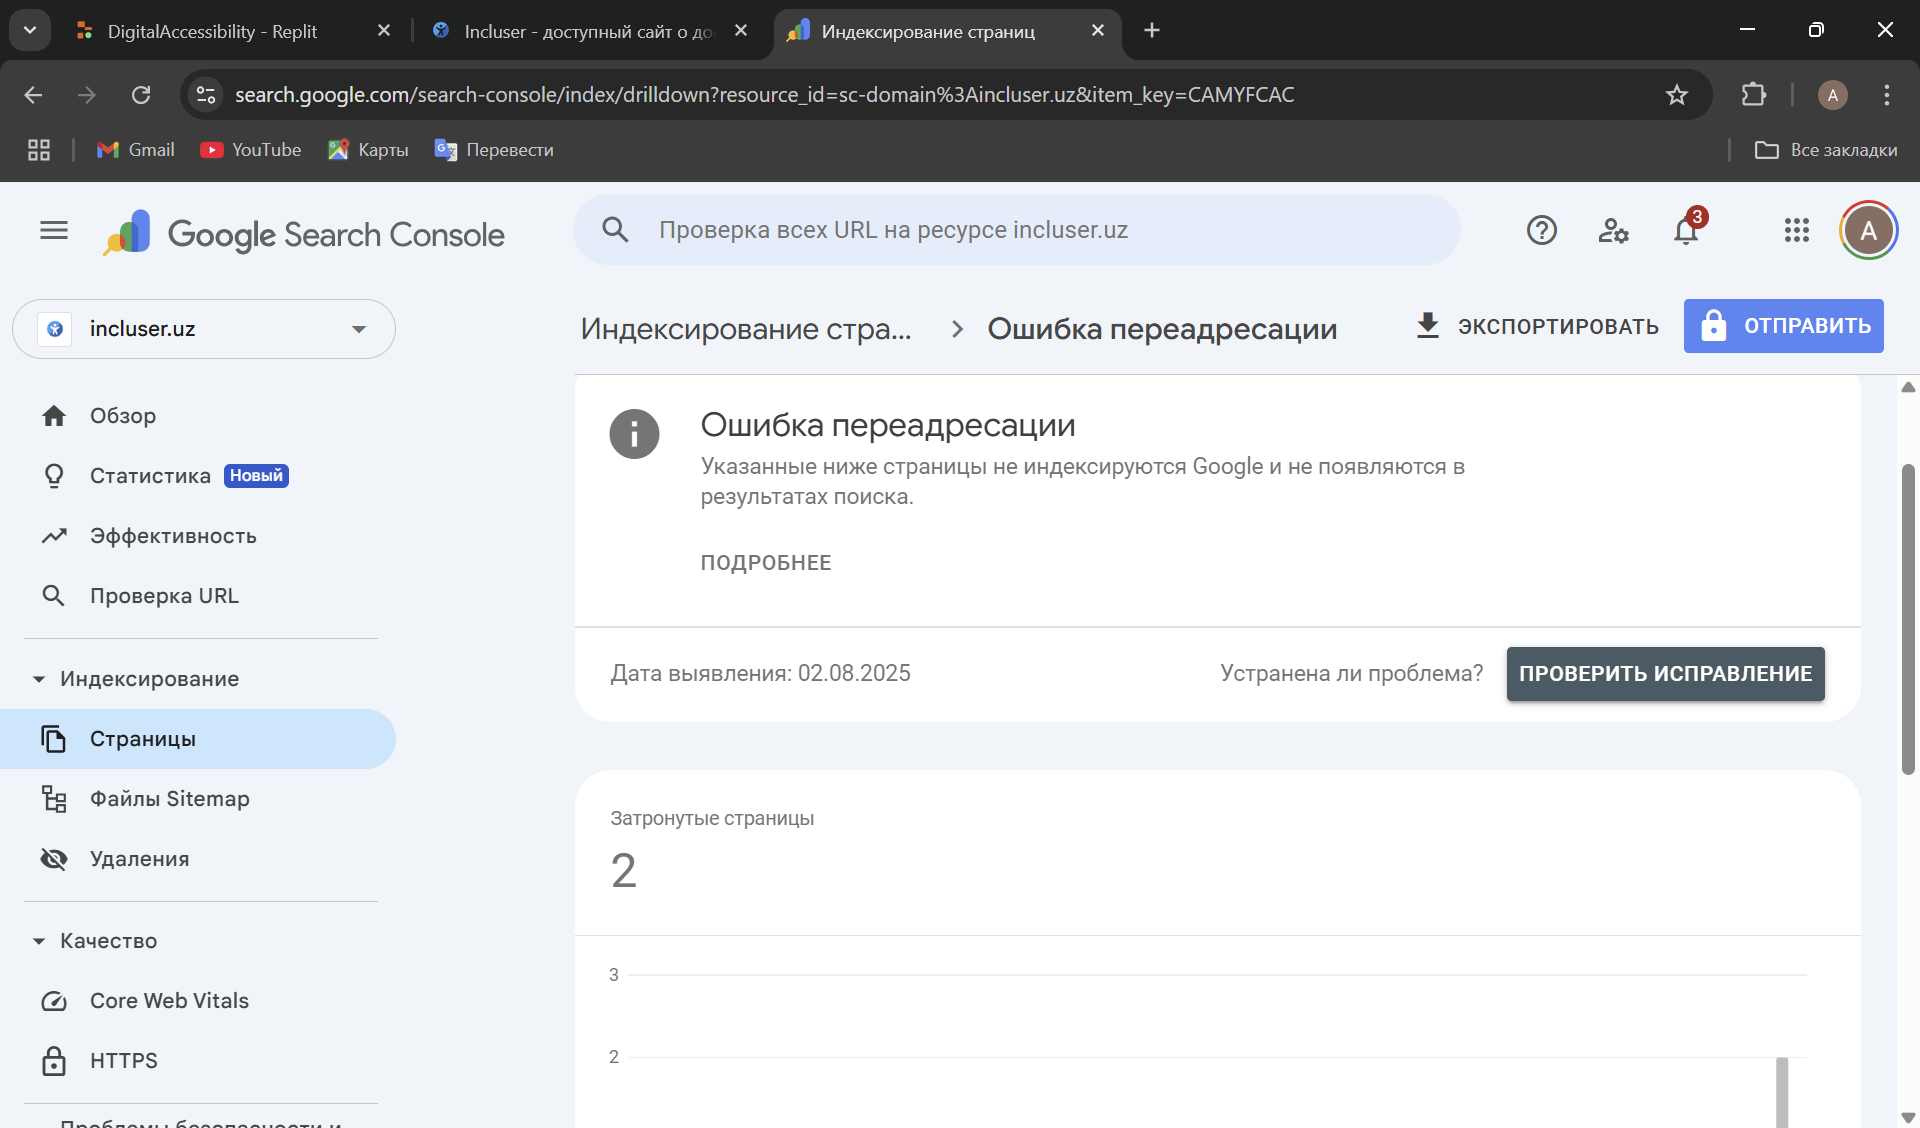 DigitalAccessibility - Replit
Incluser - доступный сайт о до
Индексирование страниц
search.google.com/search-console/index/drilldown?resource_id=sc-domain%3Aincluser.uz&item_key=CAMYFCAC
A
Gmail
YouTube
Карты
Перевести
Все закладки
Google Search Console
Проверка всех URL на ресурсе incluser.uz
3
A
incluser.uz
Индексирование стра...
Ошибка переадресации
ЭКСПОРТИРОВАТЬ
ОТПРАВИТЬ
Обзор
Статистика Новый
Эффективность
Проверка URL
Индексирование
Страницы
Файлы Sitemap
Удаления
Качество
Core Web Vitals
HTTPS
Проблемы безопасности и
Ошибка переадресации
Указанные ниже страницы не индексируются Google и не появляются в
результатах поиска.
ПОДРОБНЕЕ
Дата выявления: 02.08.2025
Устранена ли проблема?
ПРОВЕРИТЬ ИСПРАВЛЕНИЕ
Затронутые страницы
2
3
2